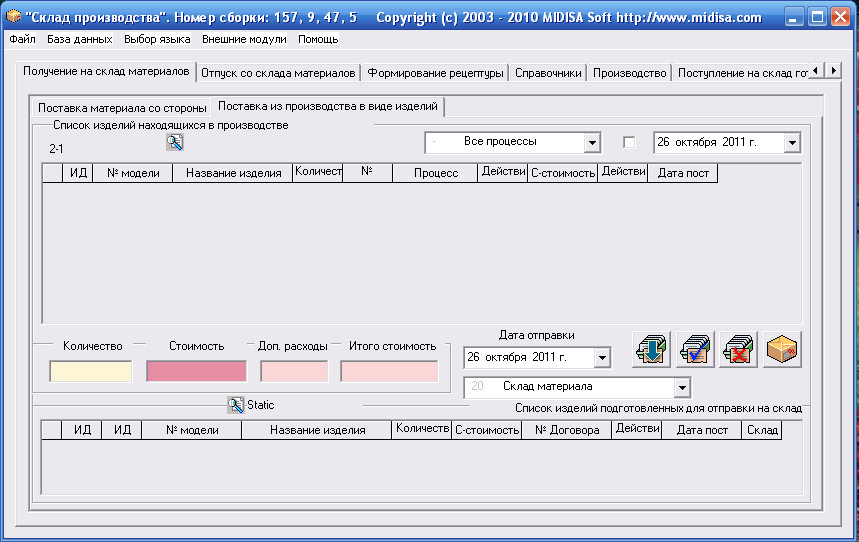 "Склад производства". Номер сборки: 157, 9, 47, 5 Copyright (c) 2003 - 2010 MIDISA Soft http://www.midisa.com
Файл База данных Выбор языка Внешние модули Помощь
Получение на склад материалов Отпуск со склада материалов Формирование рецептуры Справочники Производство Поступление на склад гот
Поставка материала со стороны Поставка из производства в виде изделий
Список изделий находящихся в производстве
2-1 Все процессы 26 октября 2011 г.
ИД № модели Название изделия Количест № Процесс Действи С-стоимость Действи Дата пост
Количество Стоимость Доп. расходы Итого стоимость Дата отправки
26 октября 2011 г.
20 Склад материала
Static Список изделий подготовленных для отправки на склад
ИД ИД № модели Название изделия Количеств С-стоимость № Договора Действи Дата пост Склад